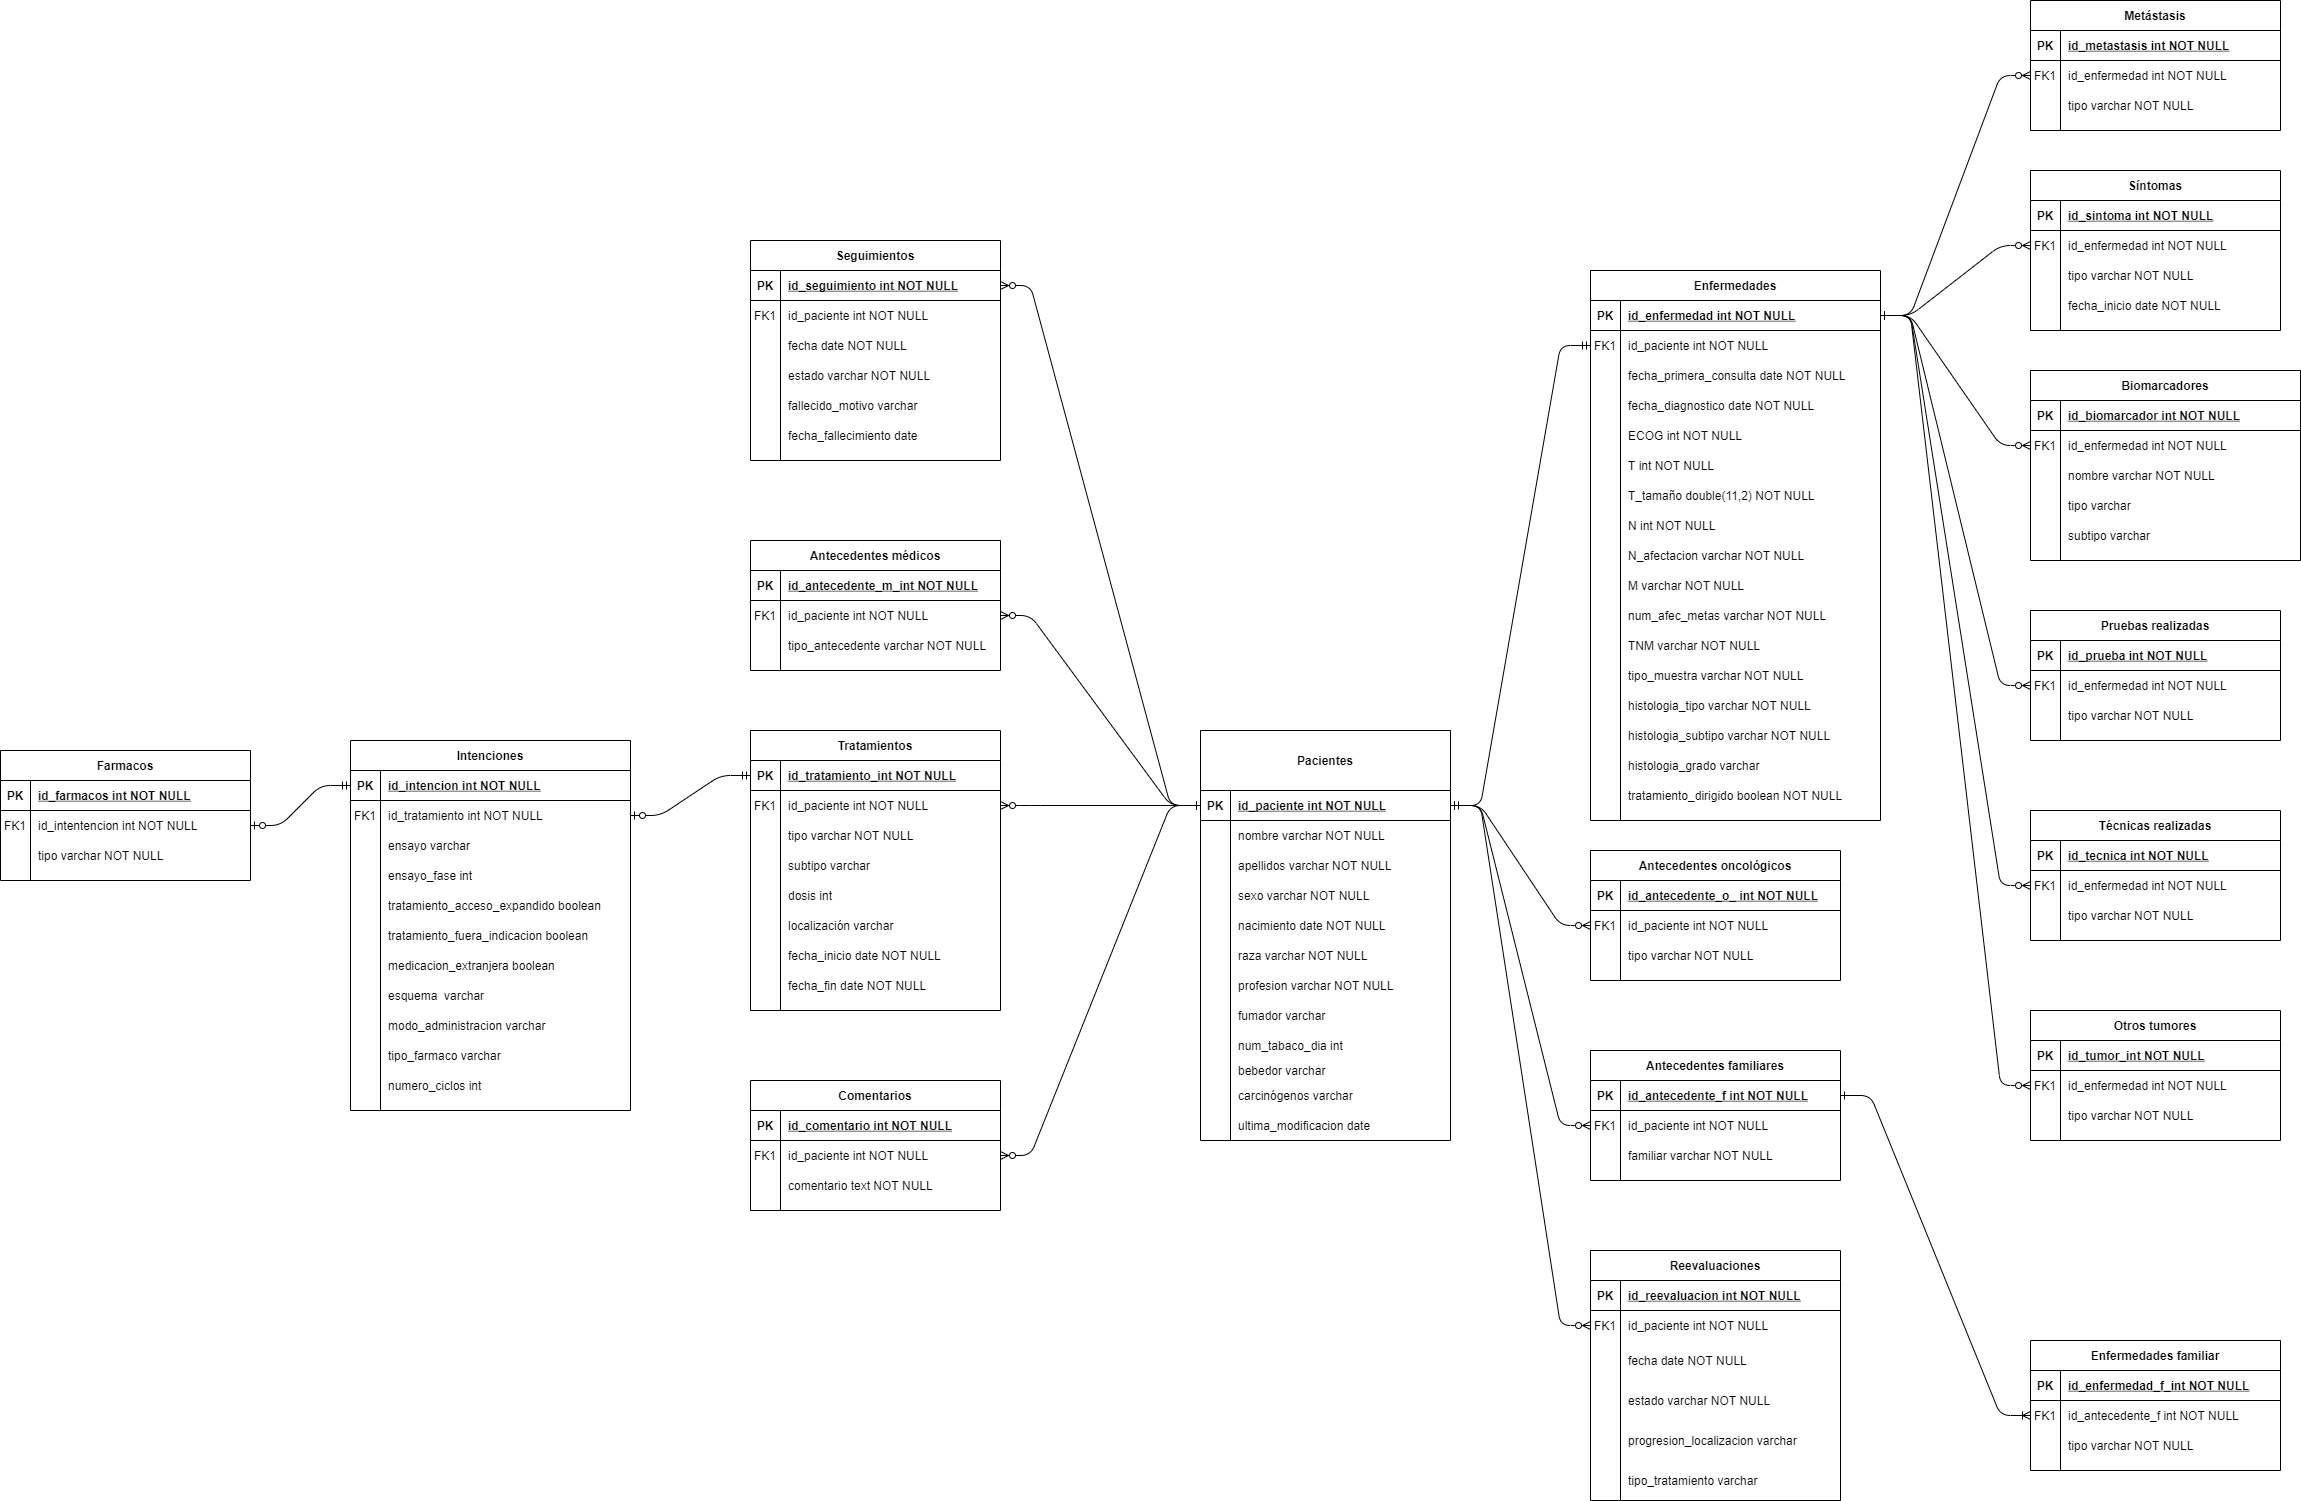 Farmacos
PK id_farmacos int NOT NULL
FK1 id_intentencion int NOT NULL
tipo varchar NOT NULL
Intenciones
PK id_intencion int NOT NULL
FK1 id_tratamiento int NOT NULL
ensayo varchar
ensayo_fase int
tratamiento_acceso_expandido boolean
tratamiento_fuera_indicacion boolean
medicacion_extranjera boolean
esquema  varchar
modo_administracion varchar
tipo_farmaco varchar
numero_ciclos int
Seguimientos
PK id_seguimiento int NOT NULL
FK1 id_paciente int NOT NULL
fecha date NOT NULL
estado varchar NOT NULL
fallecido_motivo varchar
fecha_fallecimiento date
Antecedentes médicos
PK id_antecedente_m_int NOT NULL
FK1 id_paciente int NOT NULL
tipo_antecedente varchar NOT NULL
Tratamientos
PK id_tratamiento_int NOT NULL
FK1 id_paciente int NOT NULL
tipo varchar NOT NULL
subtipo varchar
dosis int
localización varchar
fecha_inicio date NOT NULL
fecha_fin date NOT NULL
Comentarios
PK id_comentario int NOT NULL
FK1 id_paciente int NOT NULL
comentario text NOT NULL
Pacientes
PK id_paciente int NOT NULL
nombre varchar NOT NULL
apellidos varchar NOT NULL
sexo varchar NOT NULL
nacimiento date NOT NULL
raza varchar NOT NULL
profesion varchar NOT NULL
fumador varchar
num_tabaco_dia int
bebedor varchar
carcinógenos varchar
ultima_modificacion date
Enfermedades
PK id_enfermedad int NOT NULL
FK1 id_paciente int NOT NULL
fecha_primera_consulta date NOT NULL
fecha_diagnostico date NOT NULL
ECOG int NOT NULL
T int NOT NULL
T_tamaño double(11,2) NOT NULL
N int NOT NULL
N_afectacion varchar NOT NULL
M varchar NOT NULL
num_afec_metas varchar NOT NULL
TNM varchar NOT NULL
tipo_muestra varchar NOT NULL
histologia_tipo varchar NOT NULL
histologia_subtipo varchar NOT NULL
histologia_grado varchar
tratamiento_dirigido boolean NOT NULL
Antecedentes oncológicos
PK id_antecedente_o_ int NOT NULL
FK1 id_paciente int NOT NULL
tipo varchar NOT NULL
Antecedentes familiares
PK id_antecedente_f int NOT NULL
FK1 id_paciente int NOT NULL
familiar varchar NOT NULL
Reevaluaciones
PK id_reevaluacion int NOT NULL
FK1 id_paciente int NOT NULL
fecha date NOT NULL
estado varchar NOT NULL
progresion_localizacion varchar
tipo_tratamiento varchar
Metástasis
PK id_metastasis int NOT NULL
FK1 id_enfermedad int NOT NULL
tipo varchar NOT NULL
Síntomas
PK id_sintoma int NOT NULL
FK1 id_enfermedad int NOT NULL
tipo varchar NOT NULL
fecha_inicio date NOT NULL
Biomarcadores
PK id_biomarcador int NOT NULL
FK1 id_enfermedad int NOT NULL
nombre varchar NOT NULL
tipo varchar
subtipo varchar
Pruebas realizadas
PK id_prueba int NOT NULL
FK1 id_enfermedad int NOT NULL
tipo varchar NOT NULL
Técnicas realizadas
PK id_tecnica int NOT NULL
FK1 id_enfermedad int NOT NULL
tipo varchar NOT NULL
Otros tumores
PK id_tumor_int NOT NULL
FK1 id_enfermedad int NOT NULL
tipo varchar NOT NULL
Enfermedades familiar
PK id_enfermedad_f_int NOT NULL
FK1 id_antecedente_f int NOT NULL
tipo varchar NOT NULL